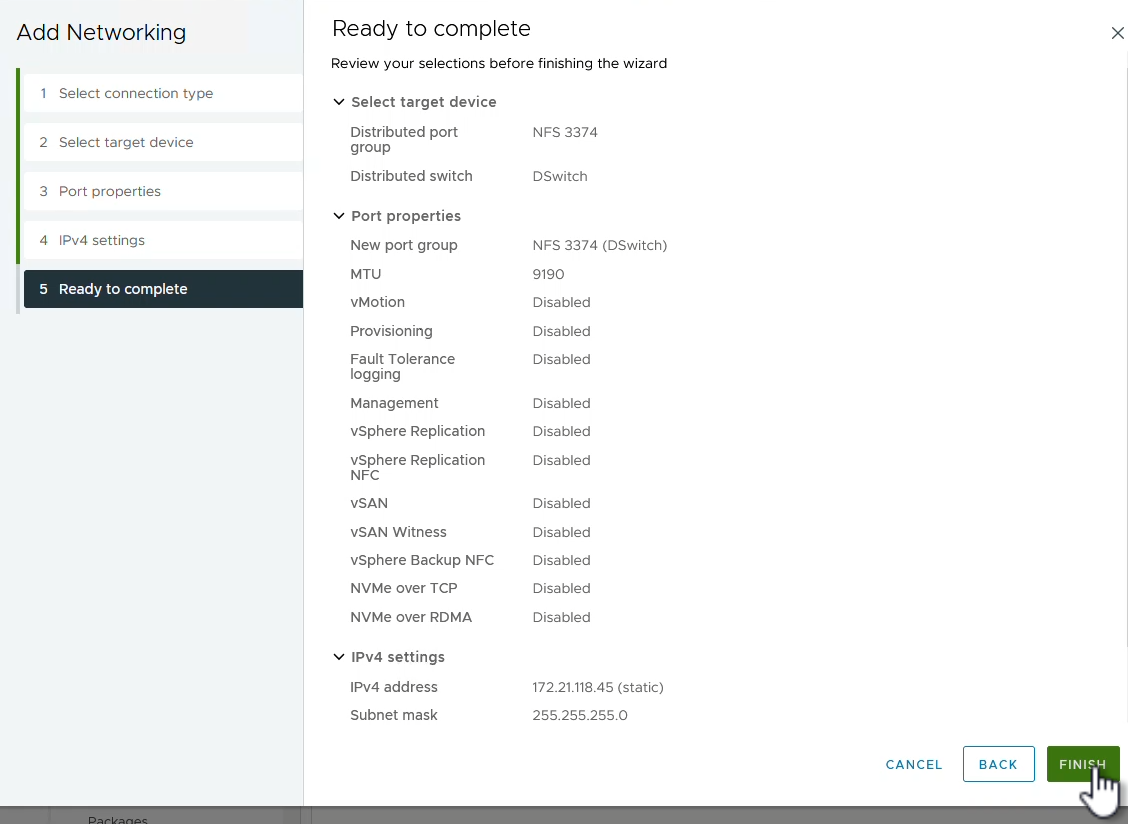 Add Networking
1 Select connection type
2 Select target device
3 Port properties
4 IPv4 settings
5 Ready to complete
Ready to complete
Review your selections before finishing the wizard
Select target device
Distributed port group NFS 3374
Distributed switch DSwitch
Port properties
New port group NFS 3374 (DSwitch)
MTU 9190
vMotion Disabled
Provisioning Disabled
Fault Tolerance logging Disabled
Management Disabled
vSphere Replication Disabled
vSphere Replication NFC Disabled
vSAN Disabled
vSAN Witness Disabled
vSphere Backup NFC Disabled
NVMe over TCP Disabled
NVMe over RDMA Disabled
IPv4 settings
IPv4 address 172.21.118.45 (static)
Subnet mask 255.255.255.0
CANCEL BACK FINISH
Packages